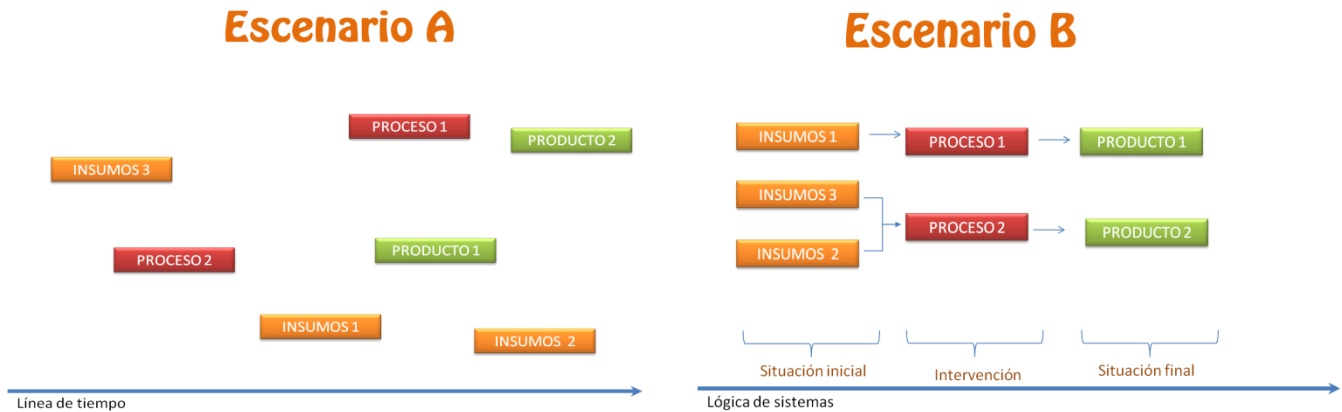 Escenario A
PROCESO 1
PRODUCTO 2
INSUMOS 3
PRODUCTO 1
PROCESO 2
INSUMOS 1
INSUMOS 2
Línea de tiempo
Escenario B
INSUMOS 1
PROCESO 1
PRODUCTO 1
INSUMOS 3
PROCESO 2
PRODUCTO 2
INSUMOS 2
Situación inicial
Intervención
Situación final
Lógica de sistemas